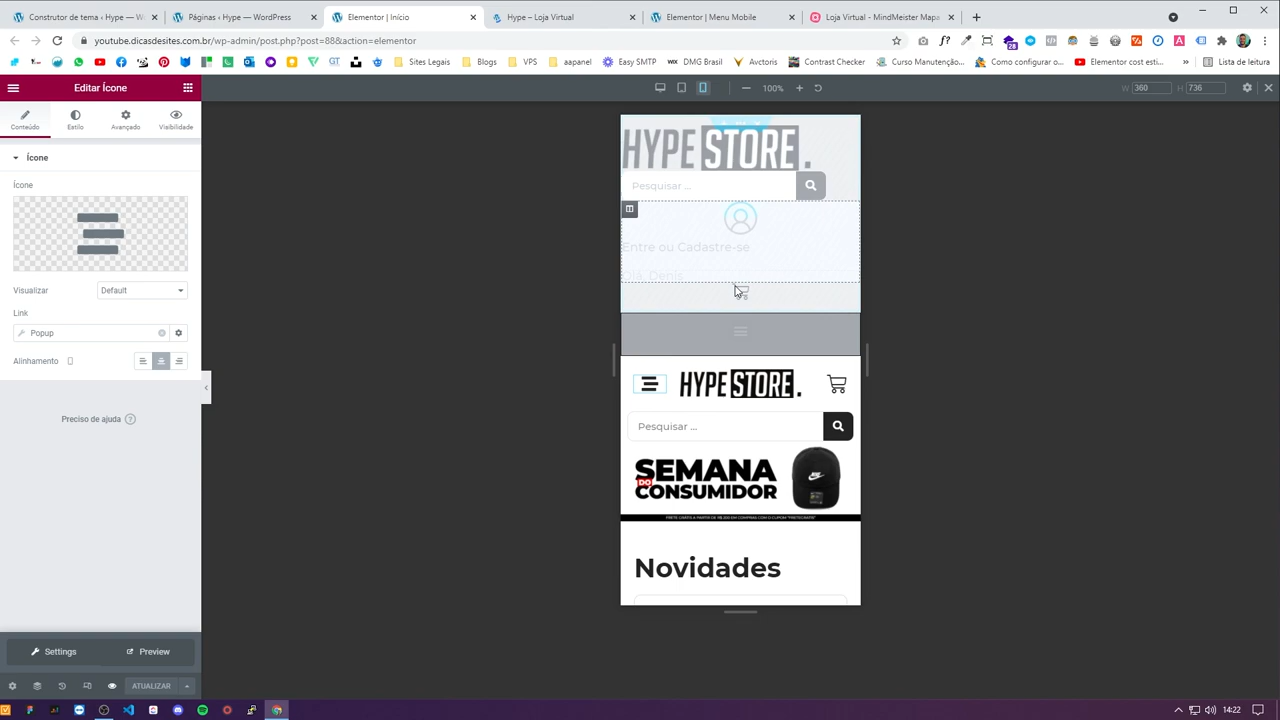 Construtor de tema ‹ Hype — W
Páginas ‹ Hype — WordPress
Elementor | Início
Hype – Loja Virtual
Elementor | Menu Mobile
Loja Virtual - MindMeister Mapa
youtube.dicasdesites.com.br/wp-admin/post.php?post=88&action=elementor
28
Sites Legais
Blogs
VPS
aapanel
Easy SMTP
DMG Brasil
Avctoris
Contrast Checker
Curso Manutenção...
Como configurar o...
Elementor cost esti...
Lista de leitura
Editar Ícone
100%
W 360
H 736
Conteúdo
Estilo
Avançado
Visibilidade
Ícone
Ícone
Visualizar
Default
Link
Popup
Alinhamento
Preciso de ajuda
HYPE STORE.
Pesquisar ...
Entre ou Cadastre-se
Olá, Denis
HYPE STORE.
Pesquisar ...
SEMANA
DO
CONSUMIDOR
Novidades
Settings
Preview
ATUALIZAR
14:22